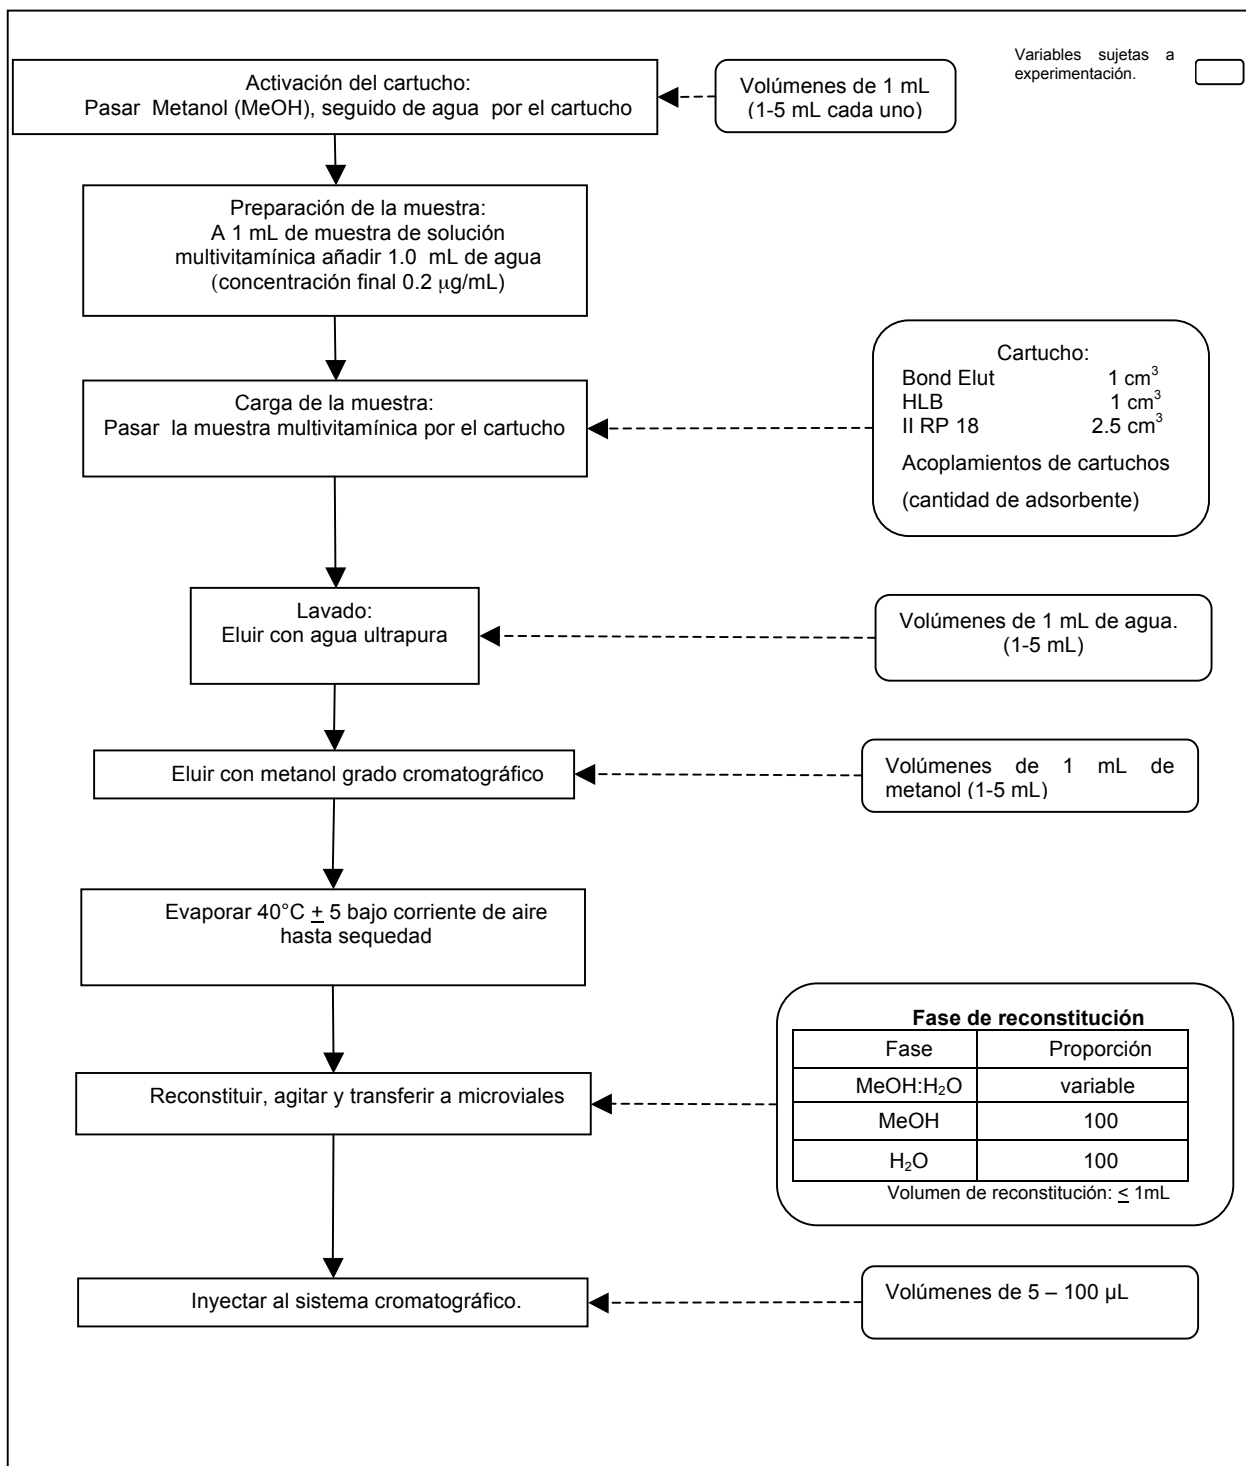 Variables sujetas a
experimentación.
Activación del cartucho:
Pasar Metanol (MeOH), seguido de agua por el cartucho
Volúmenes de 1 mL
(1-5 mL cada uno)
Preparación de la muestra:
A 1 mL de muestra de solución
multivitamínica añadir 1.0 mL de agua
(concentración final 0.2 µg/mL)
Carga de la muestra:
Pasar la muestra multivitamínica por el cartucho
Cartucho:
Bond Elut 1 cm³
HLB 1 cm³
II RP 18 2.5 cm³
Acoplamientos de cartuchos
(cantidad de adsorbente)
Lavado:
Eluir con agua ultrapura
Volúmenes de 1 mL de agua.
(1-5 mL)
Eluir con metanol grado cromatográfico
Volúmenes de 1 mL de
metanol (1-5 mL)
Evaporar 40°C ± 5 bajo corriente de aire
hasta sequedad
Reconstituir, agitar y transferir a microviales
Fase de reconstitución
Fase Proporción
MeOH:H₂O variable
MeOH 100
H₂O 100
Volumen de reconstitución: ≤ 1mL
Inyectar al sistema cromatográfico.
Volúmenes de 5 – 100 µL